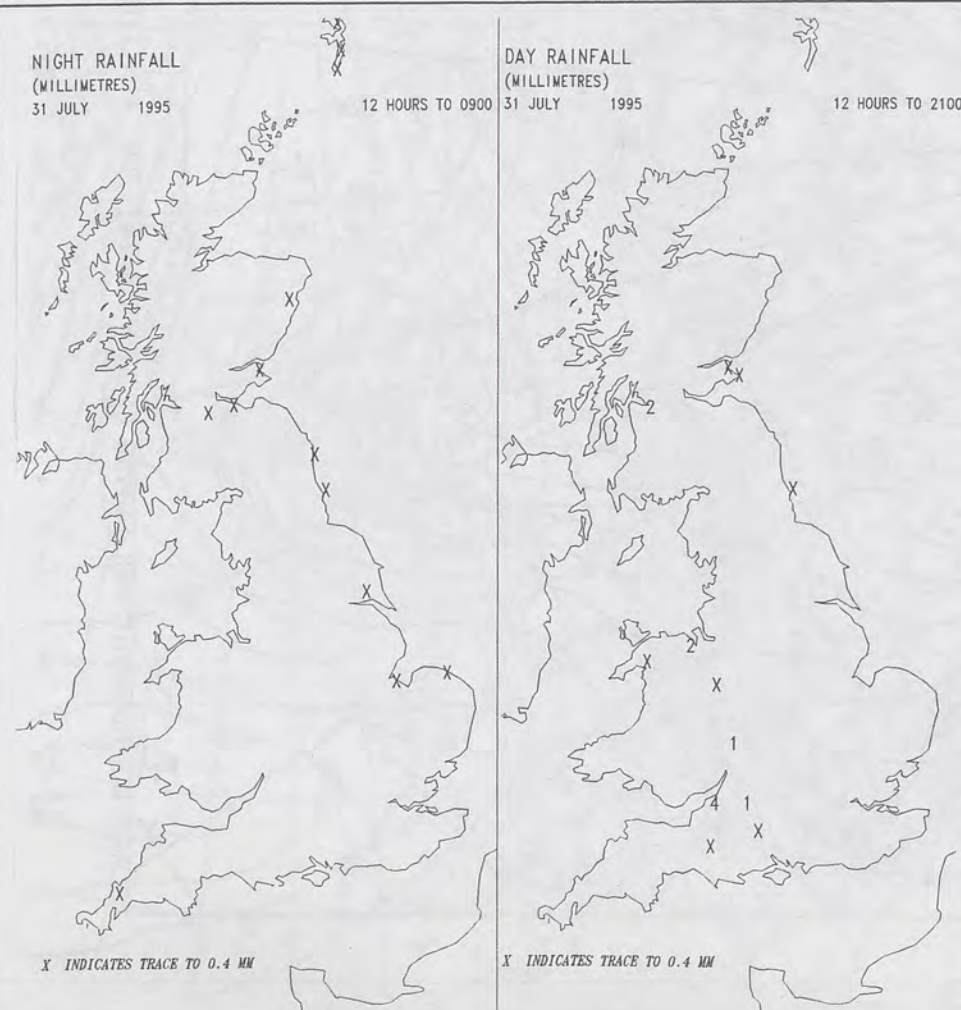 NIGHT RAINFALL
(MILLIMETRES)
31 JULY 1995 12 HOURS TO 0900
X
X
X
X
X
X
X
X
X
X
X
X
X
X
X INDICATES TRACE TO 0.4 MM
DAY RAINFALL
(MILLIMETRES)
31 JULY 1995 12 HOURS TO 2100
X X
2
X
2
X
X
1
4 1
X
X
X INDICATES TRACE TO 0.4 MM